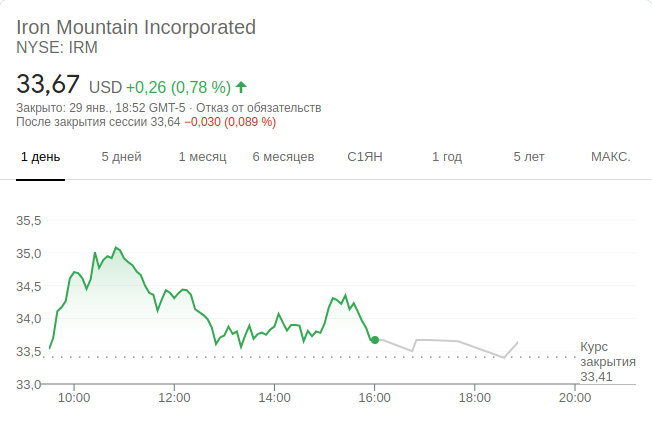 Iron Mountain Incorporated
NYSE: IRM
33,67 USD +0,26 (0,78 %)
Закрыто: 29 янв., 18:52 GMT-5 · Отказ от обязательств
После закрытия сессии 33,64 −0,030 (0,089 %)
1 день 5 дней 1 месяц 6 месяцев С1ЯН 1 год 5 лет МАКС.
35,5
35,0
34,5
34,0
33,5
33,0
Курс
закрытия
33,41
10:00 12:00 14:00 16:00 18:00 20:00